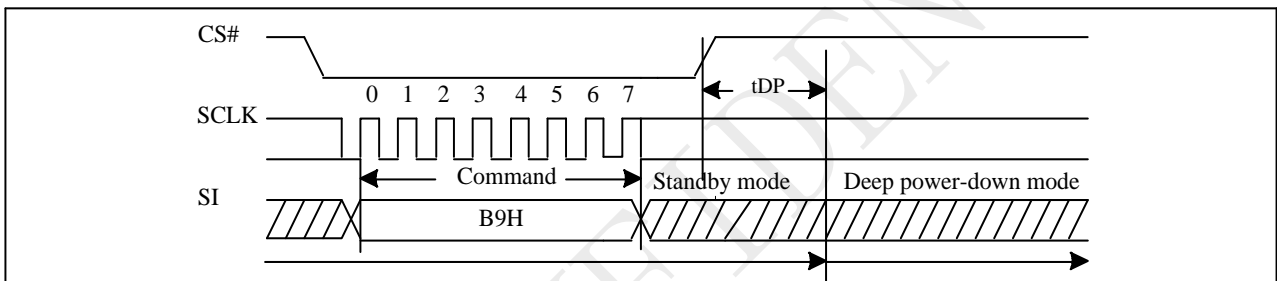 CS#
tDP
0 1 2 3 4 5 6 7
SCLK
Command
Standby mode
Deep power-down mode
SI
B9H